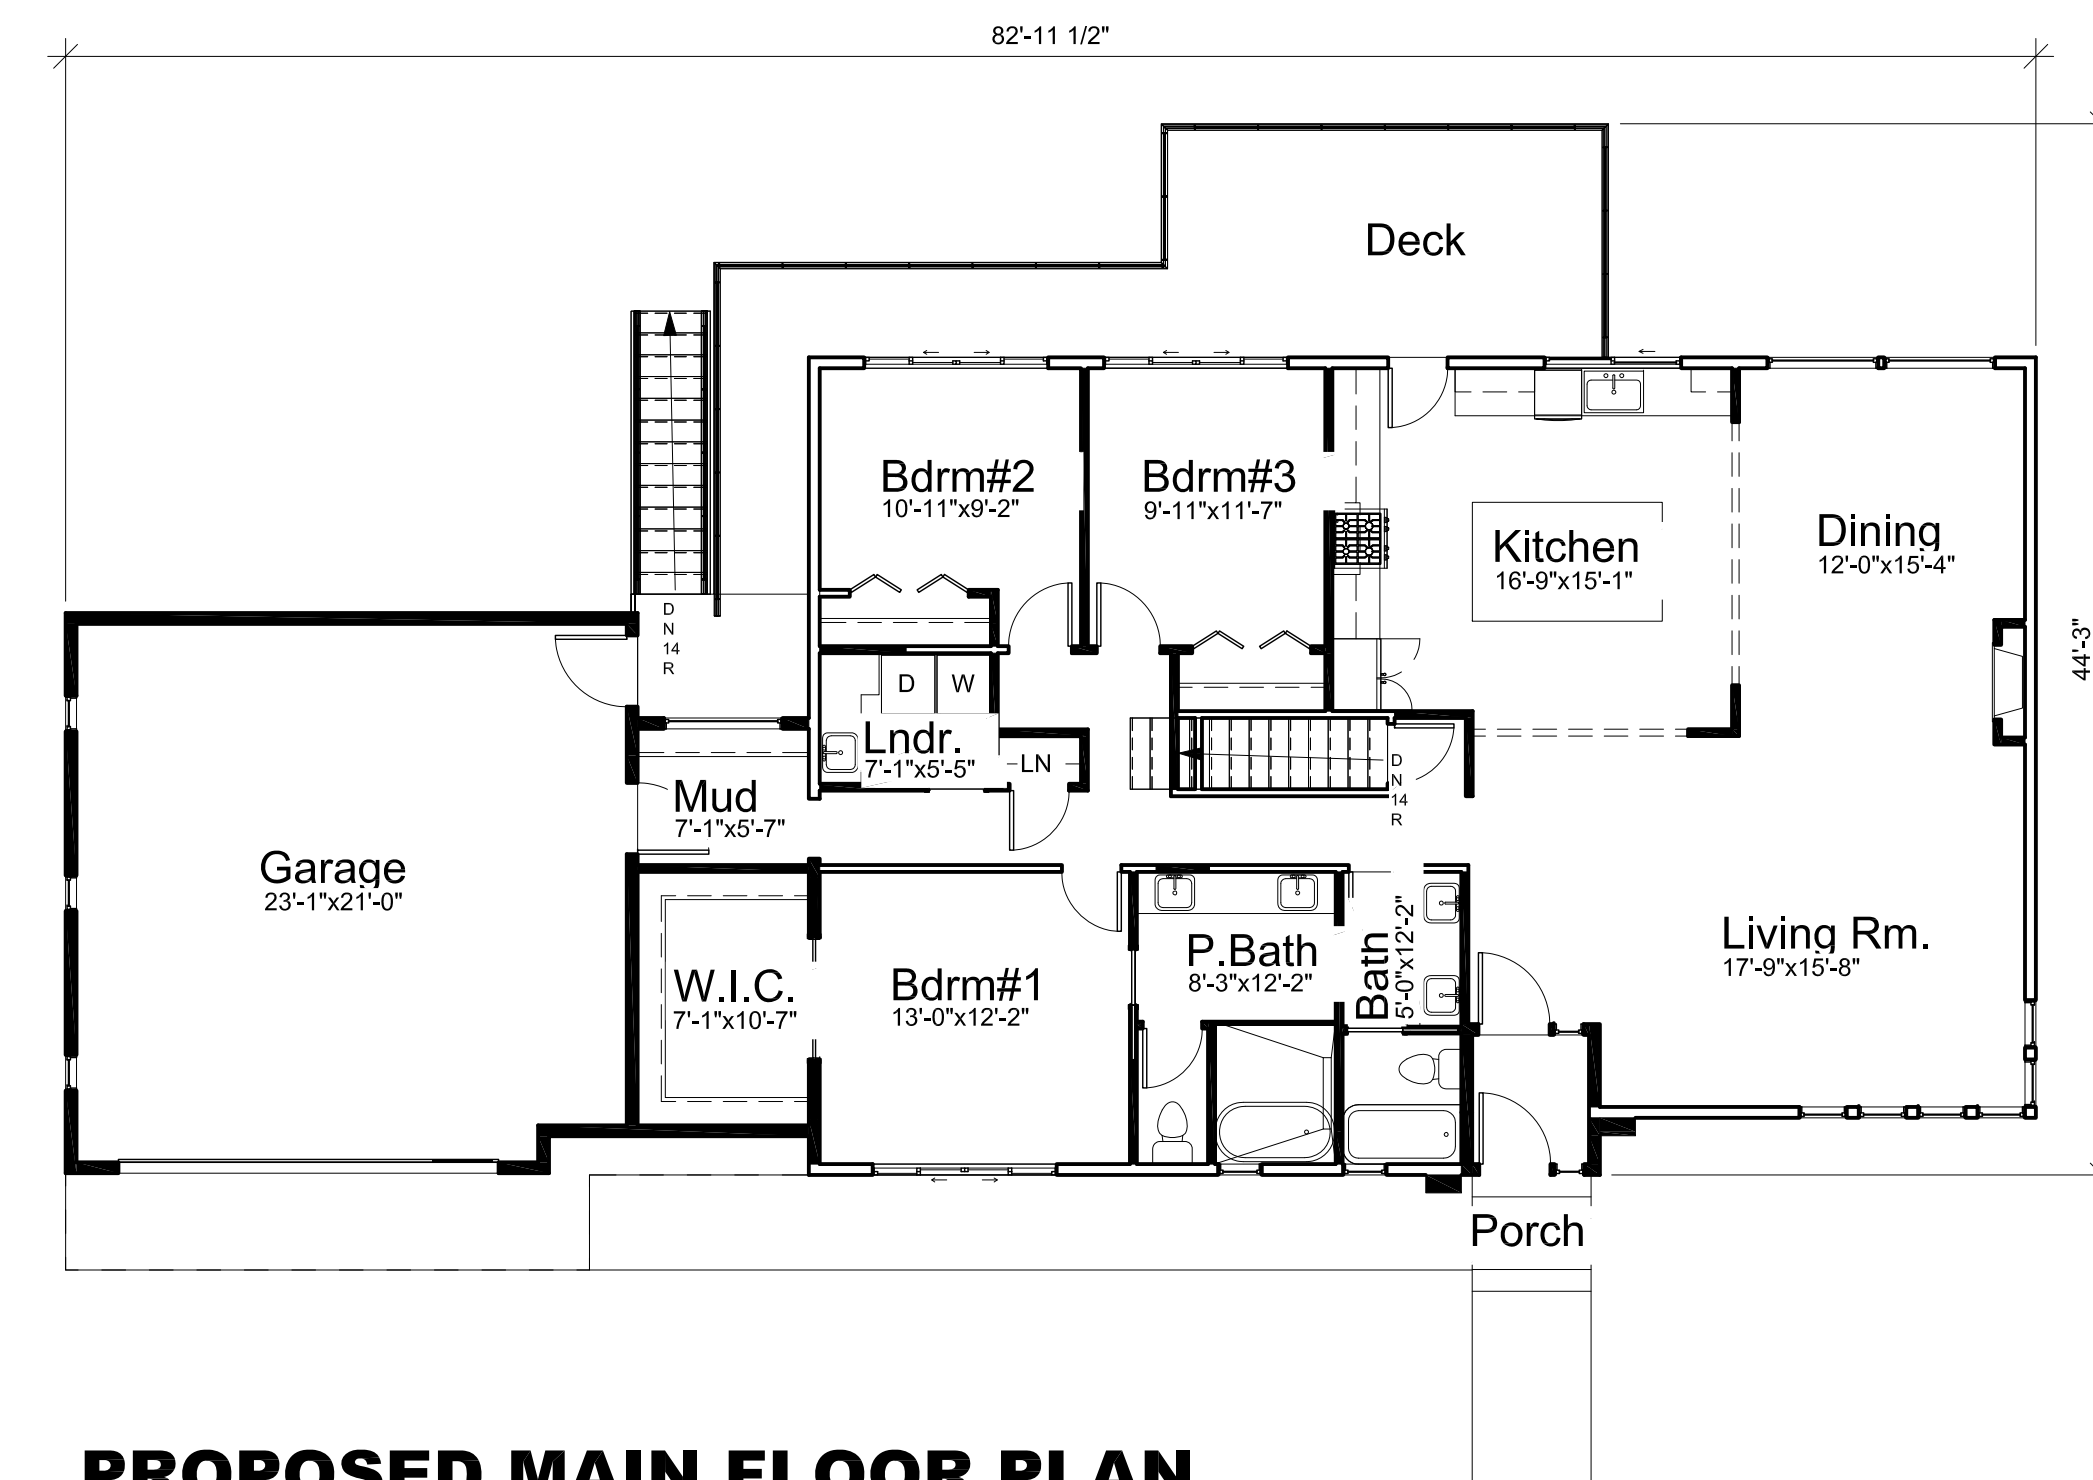 82'-11 1/2"
Deck
Bdrm#2
10'-11"x9'-2"
Bdrm#3
9'-11"x11'-7"
Kitchen
16'-9"x15'-1"
Dining
12'-0"x15'-4"
44'-3"
D
N
14
R
D
W
Lndr.
7'-1"x5'-5"
LN
D
N
14
R
Mud
7'-1"x5'-7"
Garage
23'-1"x21'-0"
W.I.C.
7'-1"x10'-7"
Bdrm#1
13'-0"x12'-2"
P.Bath
8'-3"x12'-2"
Bath
5'-0"x12'-2"
Living Rm.
17'-9"x15'-8"
Porch
PROPOSED MAIN FLOOR PLAN